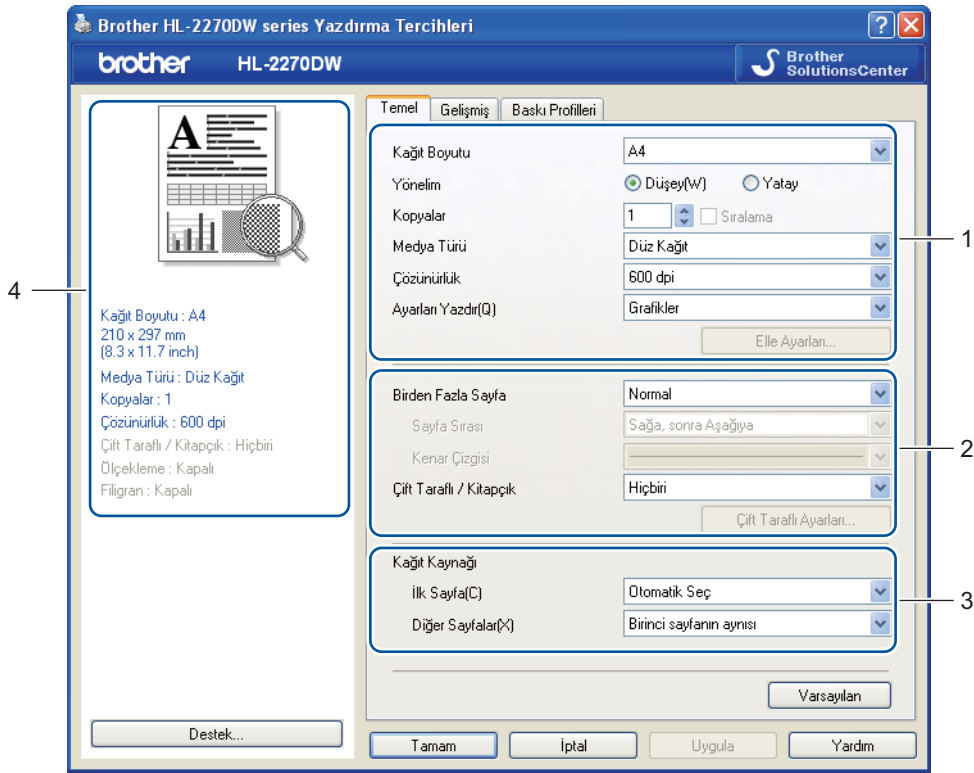 Brother HL-2270DW series Yazdırma Tercihleri
brother HL-2270DW
Brother
SolutionsCenter
Temel Gelişmiş Baskı Profilleri
A
Kağıt Boyutu A4
Yönelim Düşey(W) Yatay
Kopyalar 1 Sıralama
Medya Türü Düz Kağıt
Çözünürlük 600 dpi
Ayarları Yazdır(Q) Grafikler
Elle Ayarları...
1
Birden Fazla Sayfa Normal
Sayfa Sırası Sağa, sonra Aşağıya
Kenar Çizgisi
Çift Taraflı / Kitapçık Hiçbiri
Çift Taraflı Ayarları...
2
Kağıt Kaynağı
İlk Sayfa(C) Otomatik Seç
Diğer Sayfalar(X) Birinci sayfanın aynısı
3
4
Kağıt Boyutu : A4
210 x 297 mm
(8.3 x 11.7 inch)
Medya Türü : Düz Kağıt
Kopyalar : 1
Çözünürlük : 600 dpi
Çift Taraflı / Kitapçık : Hiçbiri
Ölçekleme : Kapalı
Filigran : Kapalı
Varsayılan
Destek...
Tamam İptal Uygula Yardım